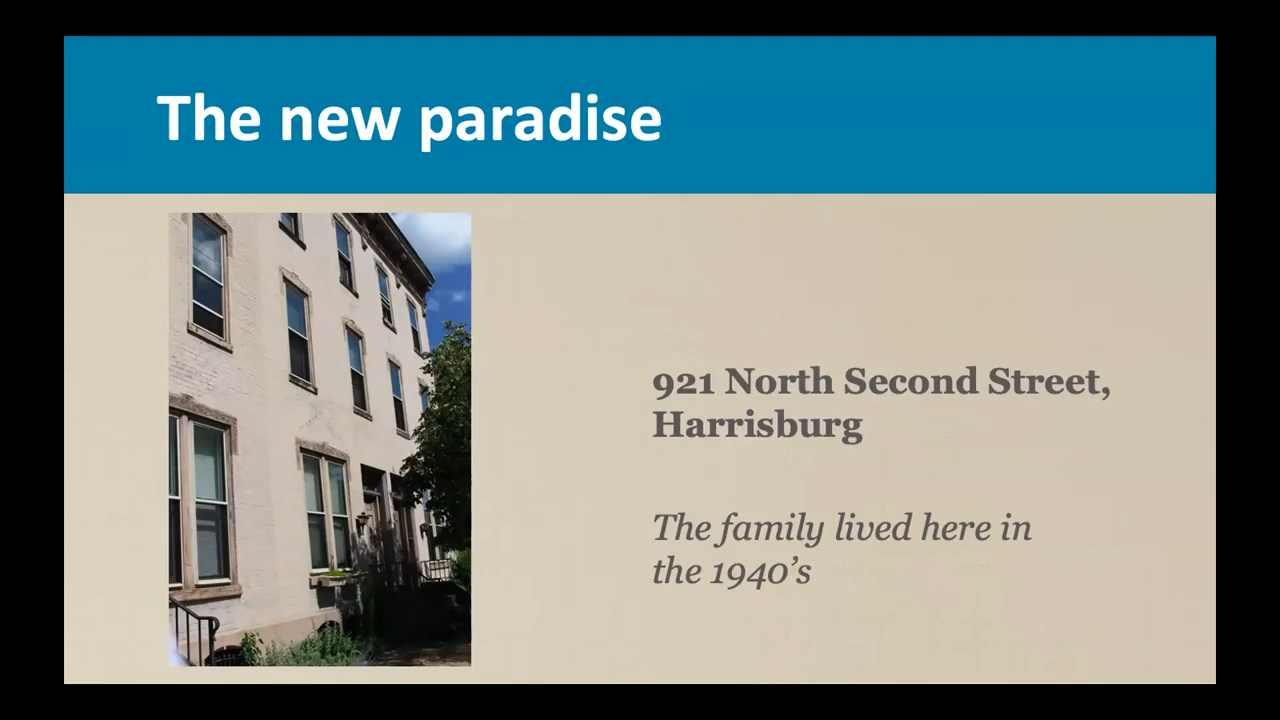 The new paradise
921 North Second Street,
Harrisburg
The family lived here in
the 1940’s